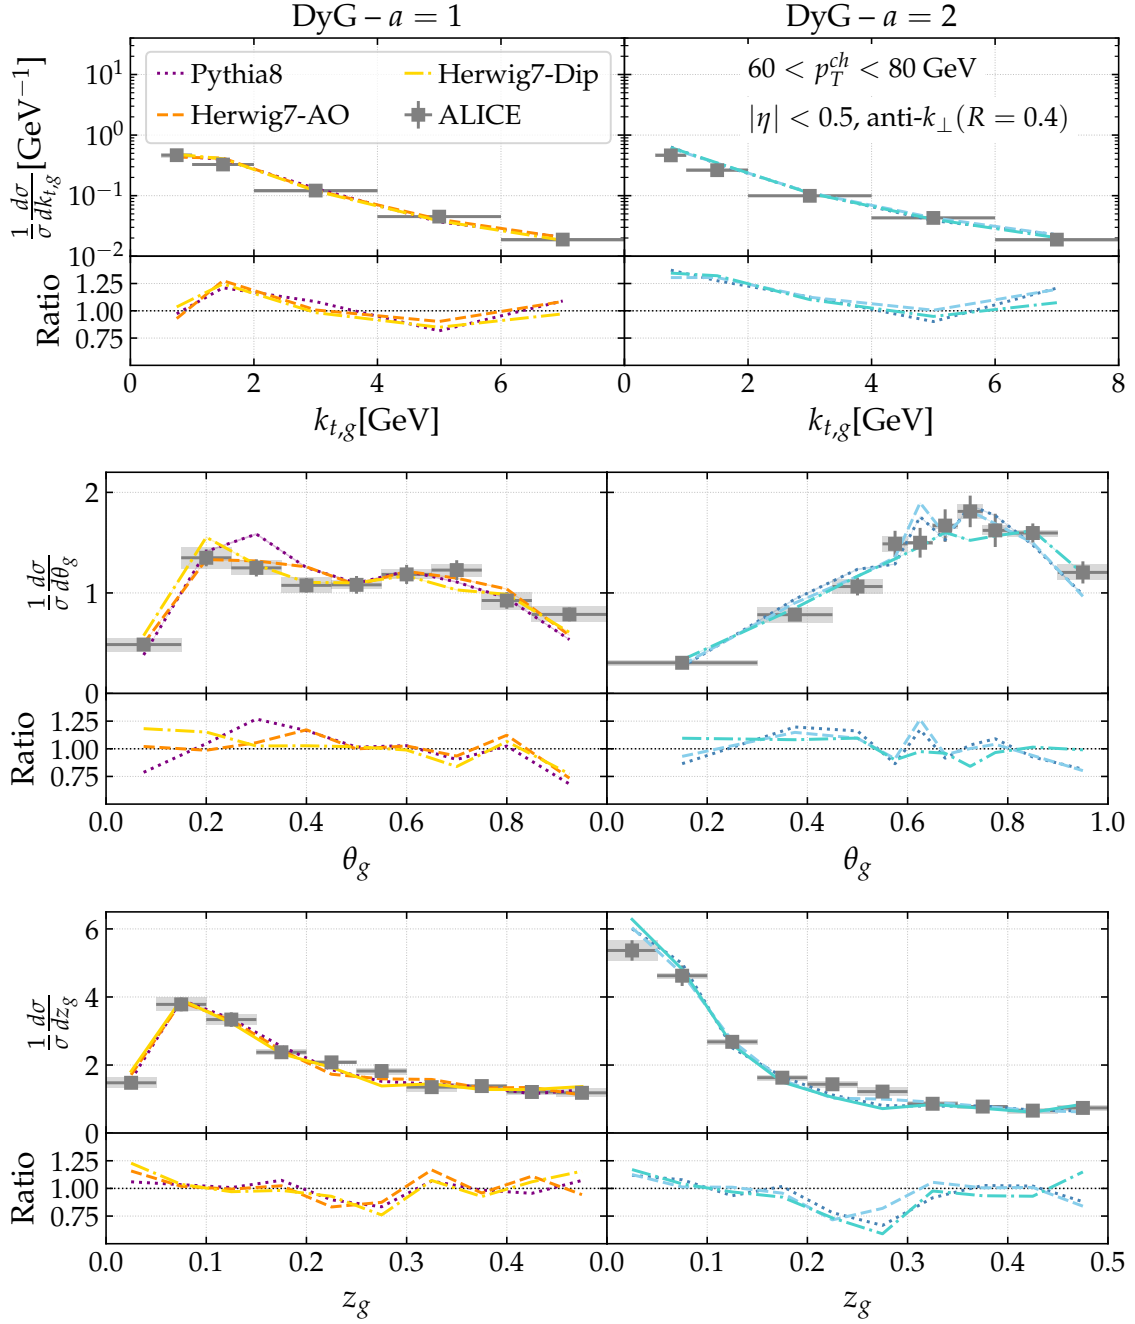 DyG – a = 1
DyG – a = 2
1/σ dσ/dk_{t,g} [GeV⁻¹]
10¹
10⁰
10⁻¹
10⁻²
Pythia8
Herwig7-AO
Herwig7-Dip
ALICE
60 < p_T^{ch} < 80 GeV
|η| < 0.5, anti-k_⊥(R = 0.4)
Ratio
1.25
1.00
0.75
0 2 4 6 0 2 4 6 8
k_{t,g}[GeV]
k_{t,g}[GeV]
1/σ dσ/dθ_g
2
1
0
Ratio
1.25
1.00
0.75
0.0 0.2 0.4 0.6 0.8 0.0 0.2 0.4 0.6 0.8 1.0
θ_g
θ_g
1/σ dσ/dz_g
6
4
2
0
Ratio
1.25
1.00
0.75
0.0 0.1 0.2 0.3 0.4 0.0 0.1 0.2 0.3 0.4 0.5
z_g
z_g